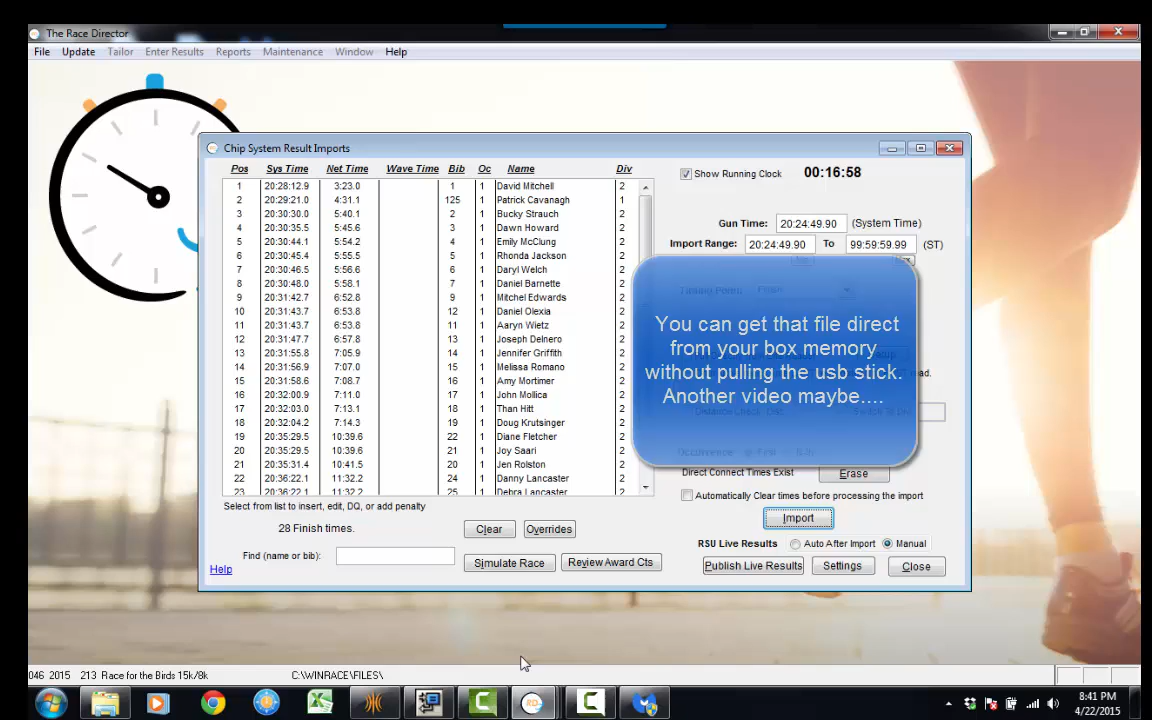 The Race Director
File Update Tailor Enter Results Reports Maintenance Window Help
Chip System Result Imports
Pos Sys Time Net Time Wave Time Bib Oc Name Div
1 20:28:12.9 3:23.0 1 1 David Mitchell 2
2 20:29:21.0 4:31.1 125 1 Patrick Cavanagh 1
3 20:30:30.0 5:40.1 2 1 Bucky Strauch 2
4 20:30:35.5 5:45.6 3 1 Dawn Howard 2
5 20:30:44.1 5:54.2 4 1 Emily McClung 2
6 20:30:45.4 5:55.5 5 1 Rhonda Jackson 2
7 20:30:46.5 5:56.6 6 1 Daryl Welch 2
8 20:30:48.0 5:58.1 7 1 Daniel Barnette 2
9 20:31:42.7 6:52.8 9 1 Mitchel Edwards 2
10 20:31:43.7 6:53.8 12 1 Daniel Olexia 2
11 20:31:43.7 6:53.8 11 1 Aaryn Wietz 2
12 20:31:47.7 6:57.8 13 1 Joseph Delnero 2
13 20:31:55.8 7:05.9 14 1 Jennifer Griffith 2
14 20:31:56.9 7:07.0 15 1 Melissa Romano 2
15 20:31:58.6 7:08.7 16 1 Amy Mortimer 2
16 20:32:00.9 7:11.0 17 1 John Mollica 2
17 20:32:03.0 7:13.1 18 1 Than Hitt 2
18 20:32:04.2 7:14.3 19 1 Doug Krutsinger 2
19 20:35:29.5 10:39.6 22 1 Diane Fletcher 2
20 20:35:29.5 10:39.6 21 1 Joy Saari 2
21 20:35:31.4 10:41.5 20 1 Jen Rolston 2
22 20:36:22.1 11:32.2 24 1 Danny Lancaster 2
23 20:36:22.1 11:32.2 25 1 Debra Lancaster 2
Select from list to insert, edit, DQ, or add penalty
28 Finish times.
Clear Overrides
Find (name or bib):
Simulate Race Review Award Cts
Help
Show Running Clock 00:16:58
Gun Time: 20:24:49.90 (System Time)
Import Range: 20:24:49.90 To 99:59:59.99 (ST)
You can get that file direct
from your box memory
without pulling the usb stick.
Another video maybe....
read.
Direct Connect Times Exist Erase
Automatically Clear times before processing the import
Import
RSU Live Results Auto After Import Manual
Publish Live Results Settings Close
046 2015 213 Race for the Birds 15k/8k C:\WINRACE\FILES\
8:41 PM
4/22/2015